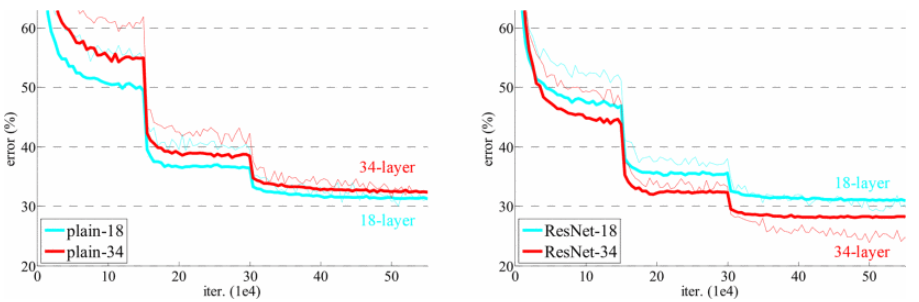 60
50
40
30
20
error (%)
0
10
20
30
40
50
iter. (1e4)
34-layer
18-layer
plain-18
plain-34
60
50
40
30
20
error (%)
0
10
20
30
40
50
iter. (1e4)
18-layer
34-layer
ResNet-18
ResNet-34